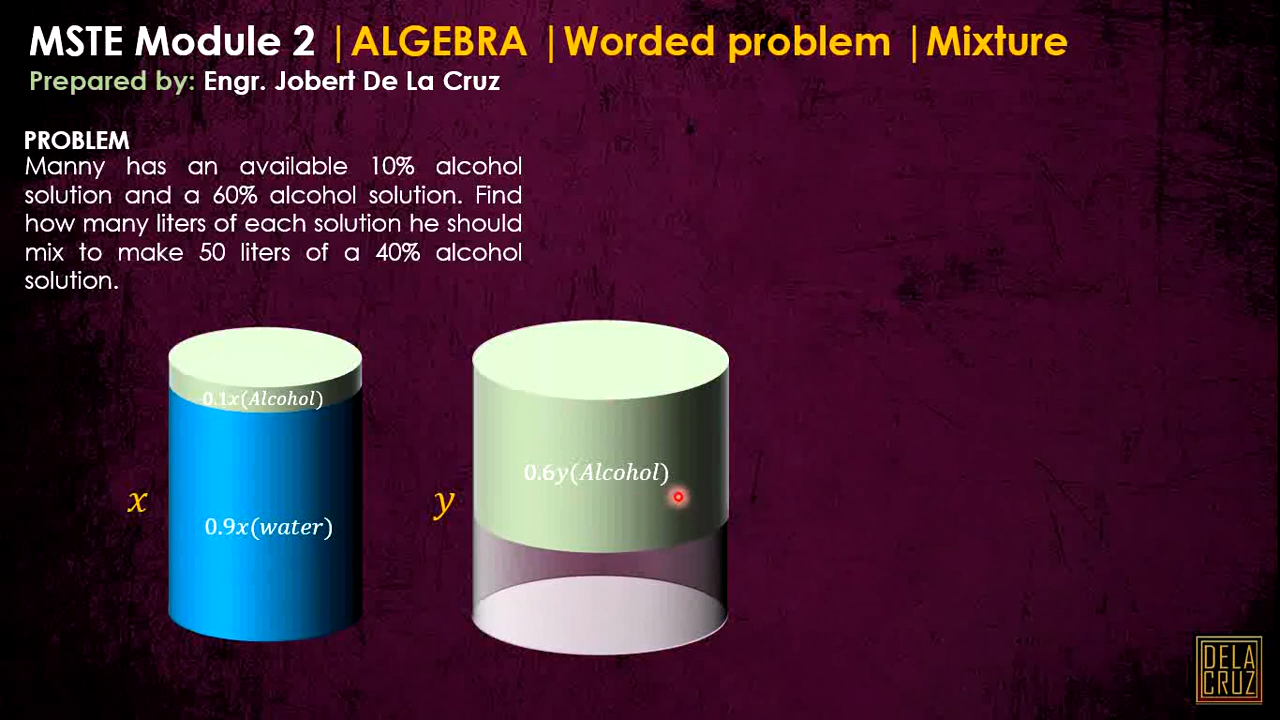 MSTE Module 2 |ALGEBRA |Worded problem |Mixture
Prepared by: Engr. Jobert De La Cruz
PROBLEM
Manny has an available 10% alcohol
solution and a 60% alcohol solution. Find
how many liters of each solution he should
mix to make 50 liters of a 40% alcohol
solution.
0.1x(Alcohol)
x
0.9x(water)
0.6y(Alcohol)
y
DELA
CRUZ